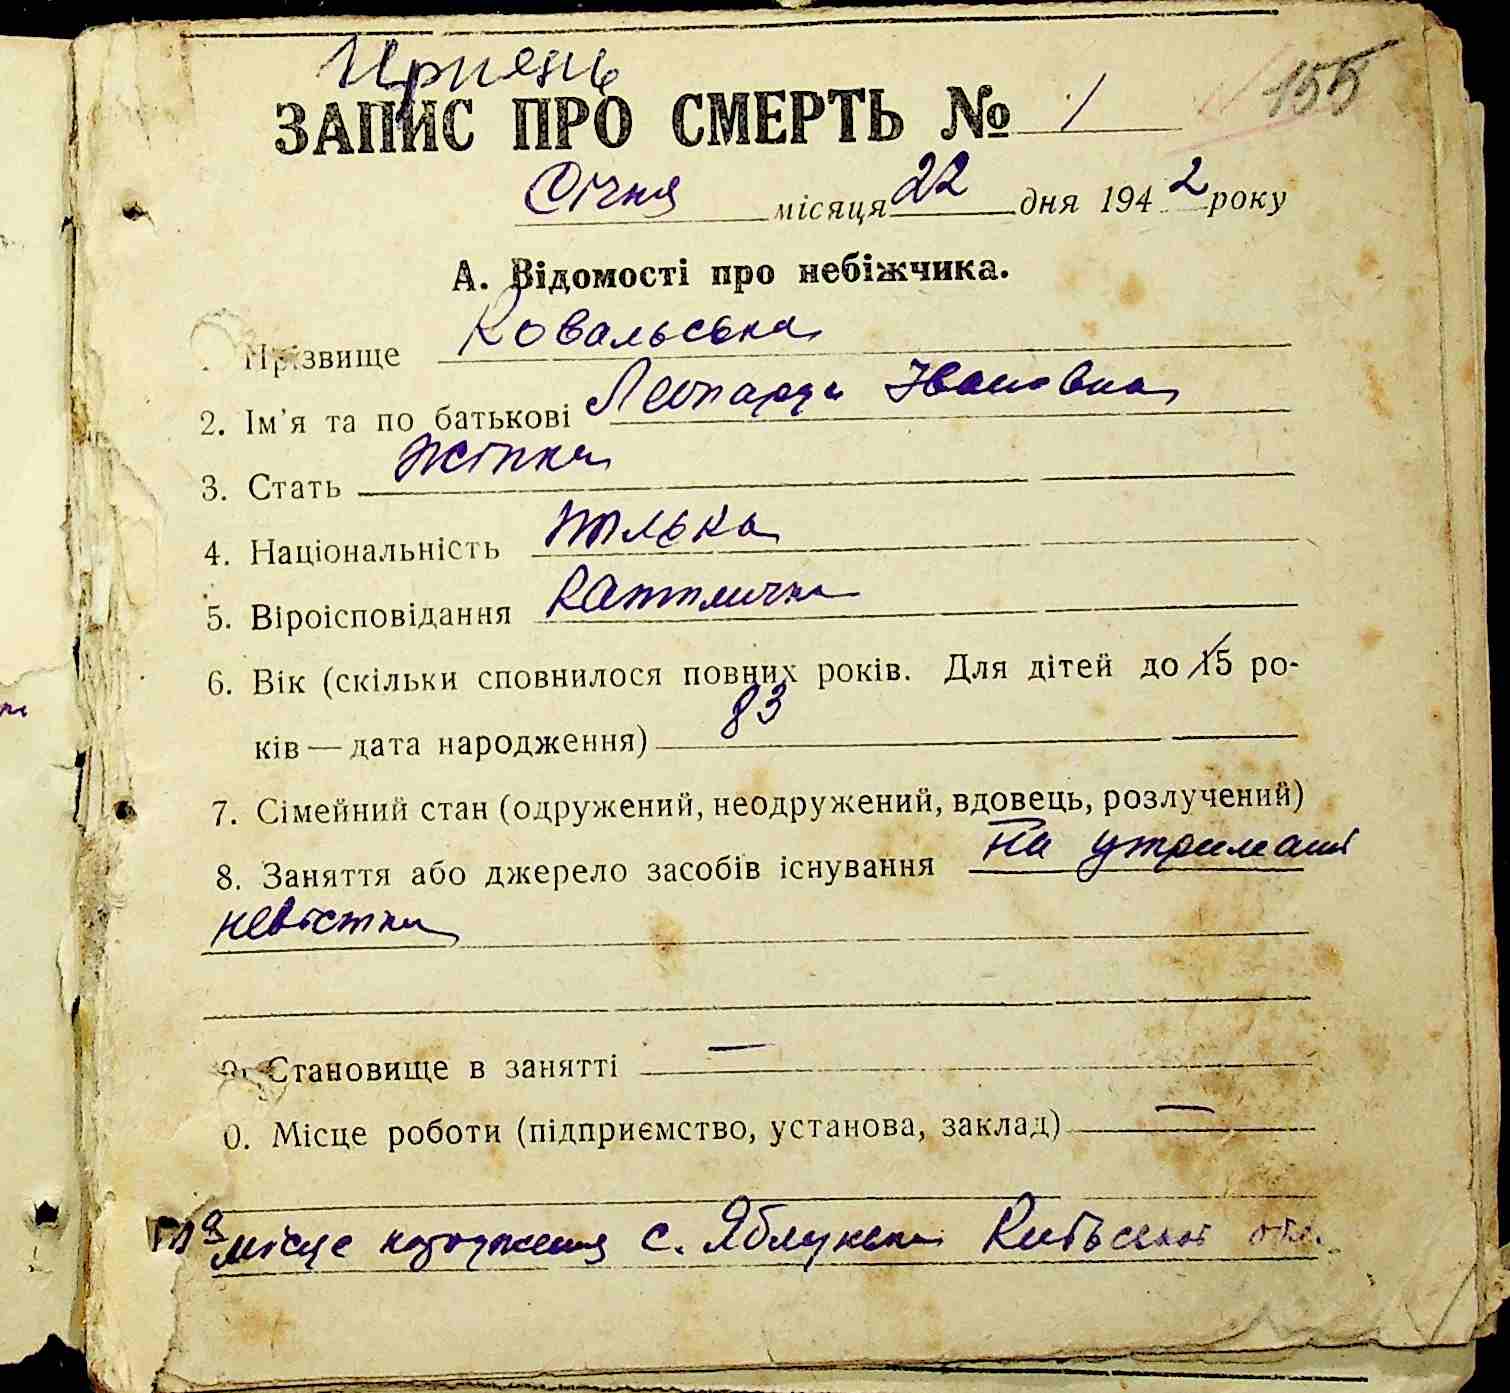 Ирпень
ЗАПИС ПРО СМЕРТЬ № 1 155
Січня місяця 22 дня 1942 року
А. Відомості про небіжчика.
Прізвище Ковальська
2. Ім'я та по батькові Леопарда Івановна
3. Стать Жінка
4. Національність полька
5. Віроісповідання католичка
6. Вік (скільки сповнилося повних років. Для дітей до 15 ро-
ків — дата народження) 83
7. Сімейний стан (одружений, неодружений, вдовець, розлучений)
8. Заняття або джерело засобів існування на утриманні
невістки
9. Становище в занятті —
0. Місце роботи (підприємство, установа, заклад) —
місце народження с. Київської обл.